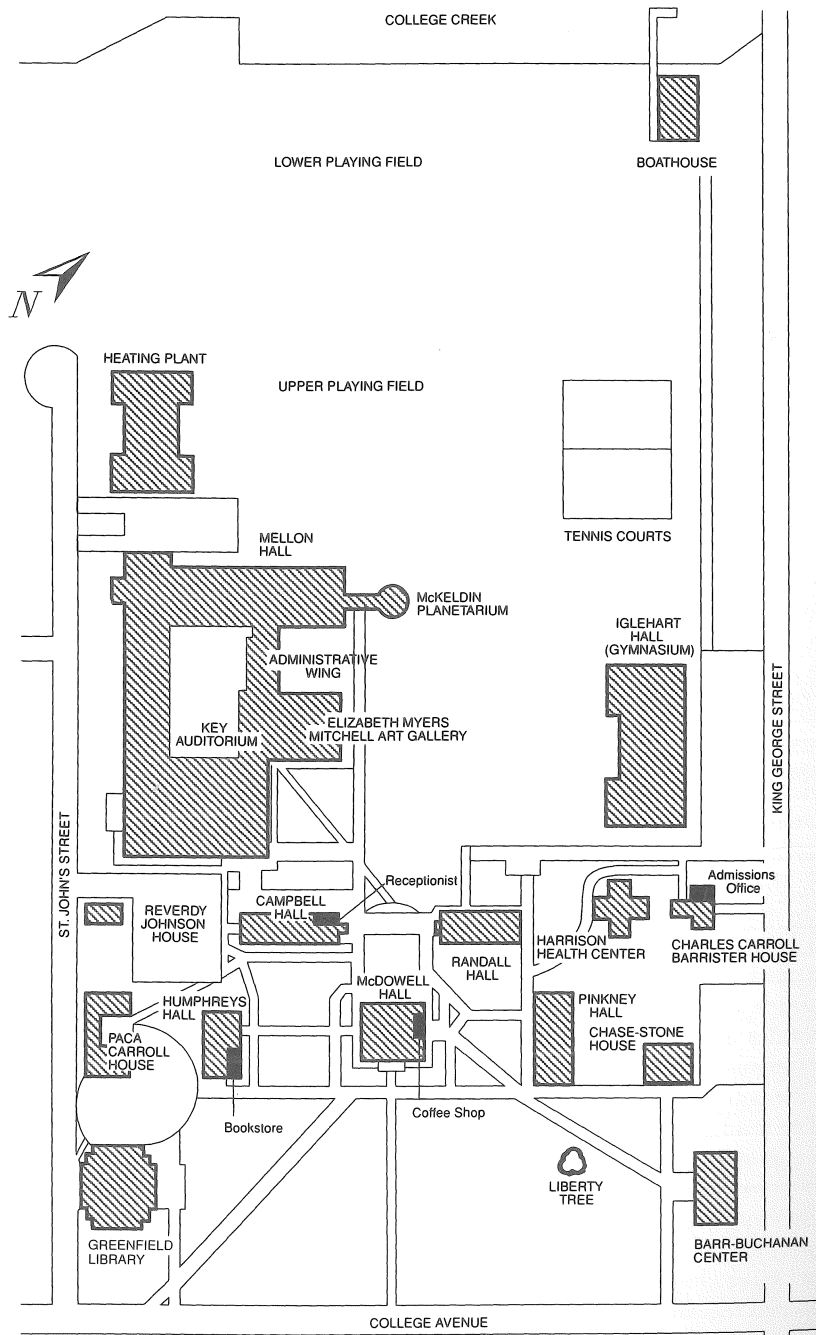 COLLEGE CREEK
LOWER PLAYING FIELD
BOATHOUSE
N
HEATING PLANT
UPPER PLAYING FIELD
TENNIS COURTS
MELLON
HALL
McKELDIN
PLANETARIUM
IGLEHART
HALL
(GYMNASIUM)
ADMINISTRATIVE
WING
KEY
AUDITORIUM
ELIZABETH MYERS
MITCHELL ART GALLERY
KING GEORGE STREET
ST. JOHN'S STREET
Receptionist
Admissions
Office
CAMPBELL
HALL
REVERDY
JOHNSON
HOUSE
RANDALL
HALL
HARRISON
HEALTH CENTER
CHARLES CARROLL
BARRISTER HOUSE
McDOWELL
HALL
HUMPHREYS
HALL
PINKNEY
HALL
CHASE-STONE
HOUSE
PACA
CARROLL
HOUSE
Bookstore
Coffee Shop
LIBERTY
TREE
GREENFIELD
LIBRARY
BARR-BUCHANAN
CENTER
COLLEGE AVENUE